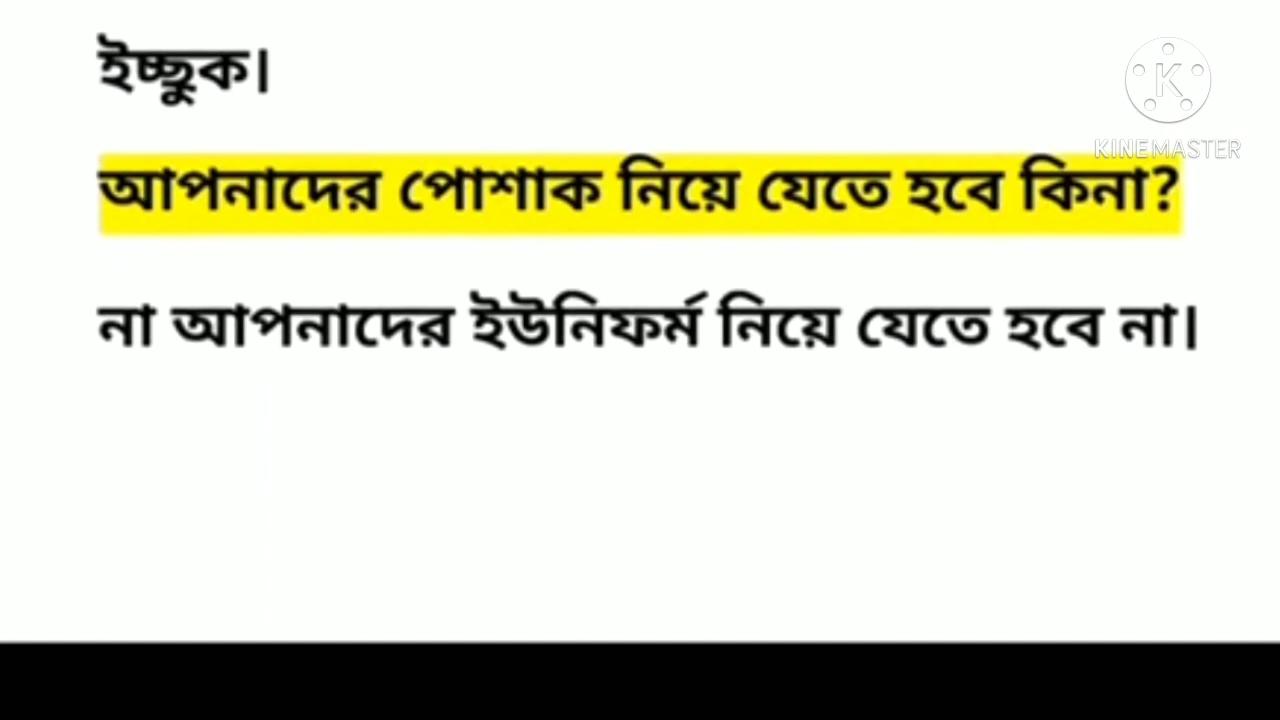 ইচ্ছুক।
K
KINEMASTER
আপনাদের পোশাক নিয়ে যেতে হবে কিনা?
না আপনাদের ইউনিফর্ম নিয়ে যেতে হবে না।